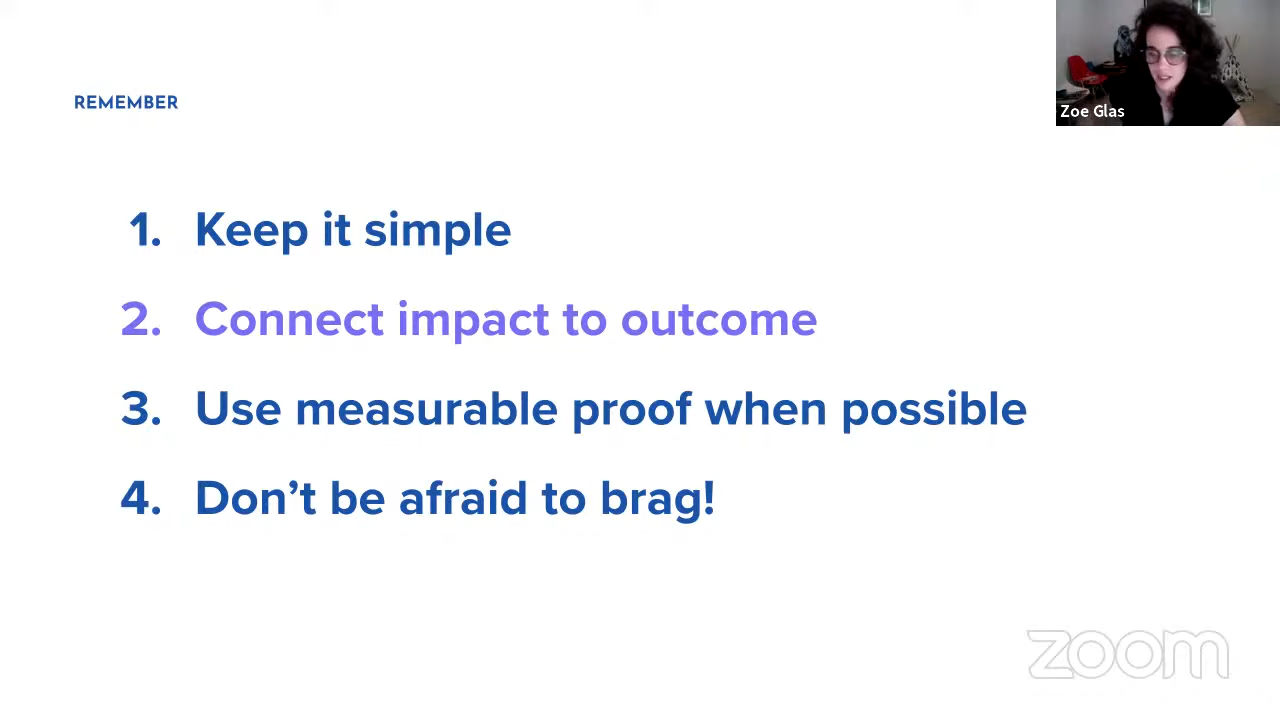 REMEMBER
Zoe Glas
1. Keep it simple
2. Connect impact to outcome
3. Use measurable proof when possible
4. Don’t be afraid to brag!
zoom